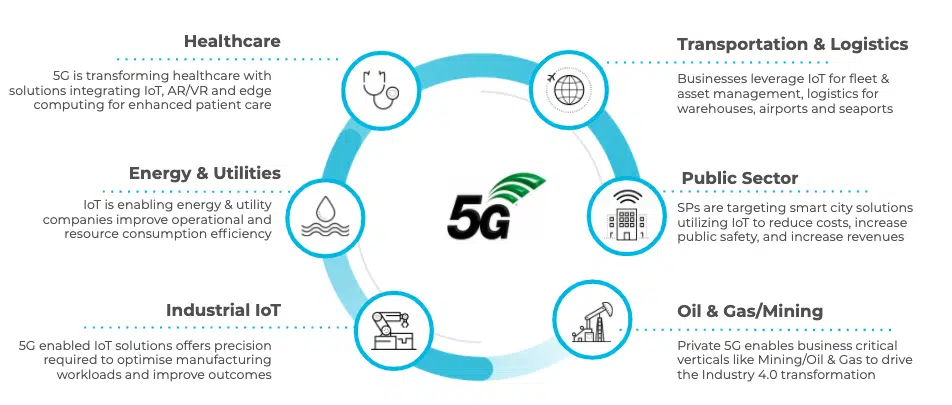 Healthcare
5G is transforming healthcare with
solutions integrating IoT, AR/VR and edge
computing for enhanced patient care
Transportation & Logistics
Businesses leverage IoT for fleet &
asset management, logistics for
warehouses, airports and seaports
Energy & Utilities
IoT is enabling energy & utility
companies improve operational and
resource consumption efficiency
5G
Public Sector
SPs are targeting smart city solutions
utilizing IoT to reduce costs, increase
public safety, and increase revenues
Industrial IoT
5G enabled IoT solutions offers precision
required to optimise manufacturing
workloads and improve outcomes
Oil & Gas/Mining
Private 5G enables business critical
verticals like Mining/Oil & Gas to drive
the Industry 4.0 transformation